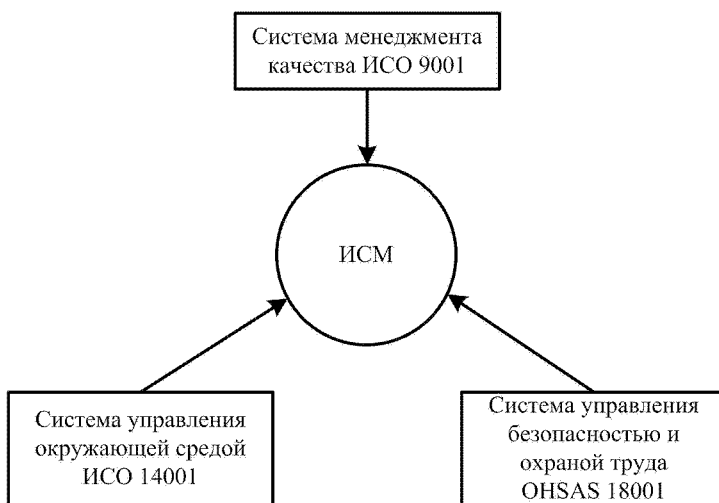 Система менеджмента
качества ИСО 9001
ИСМ
Система управления
окружающей средой
ИСО 14001
Система управления
безопасностью и
охраной труда
OHSAS 18001